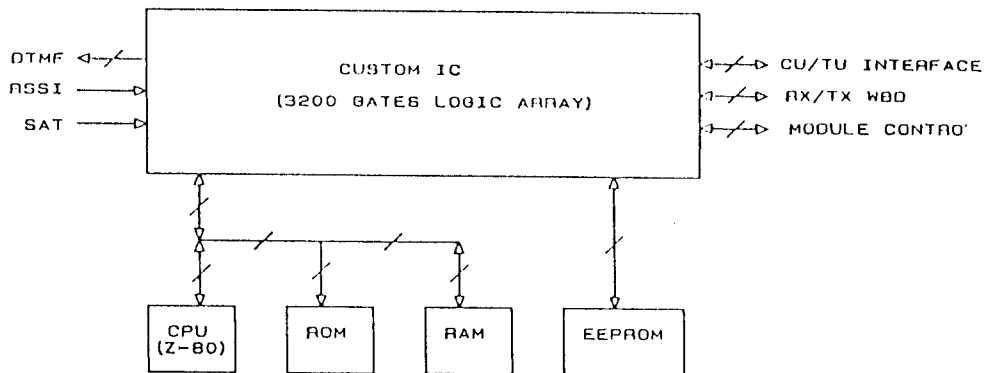 DTMF
RSSI
SAT
CUSTOM IC
(3200 GATES LOGIC ARRAY)
CU/TU INTERFACE
RX/TX WBD
MODULE CONTRO
CPU
(Z-80)
ROM
RAM
EEPROM